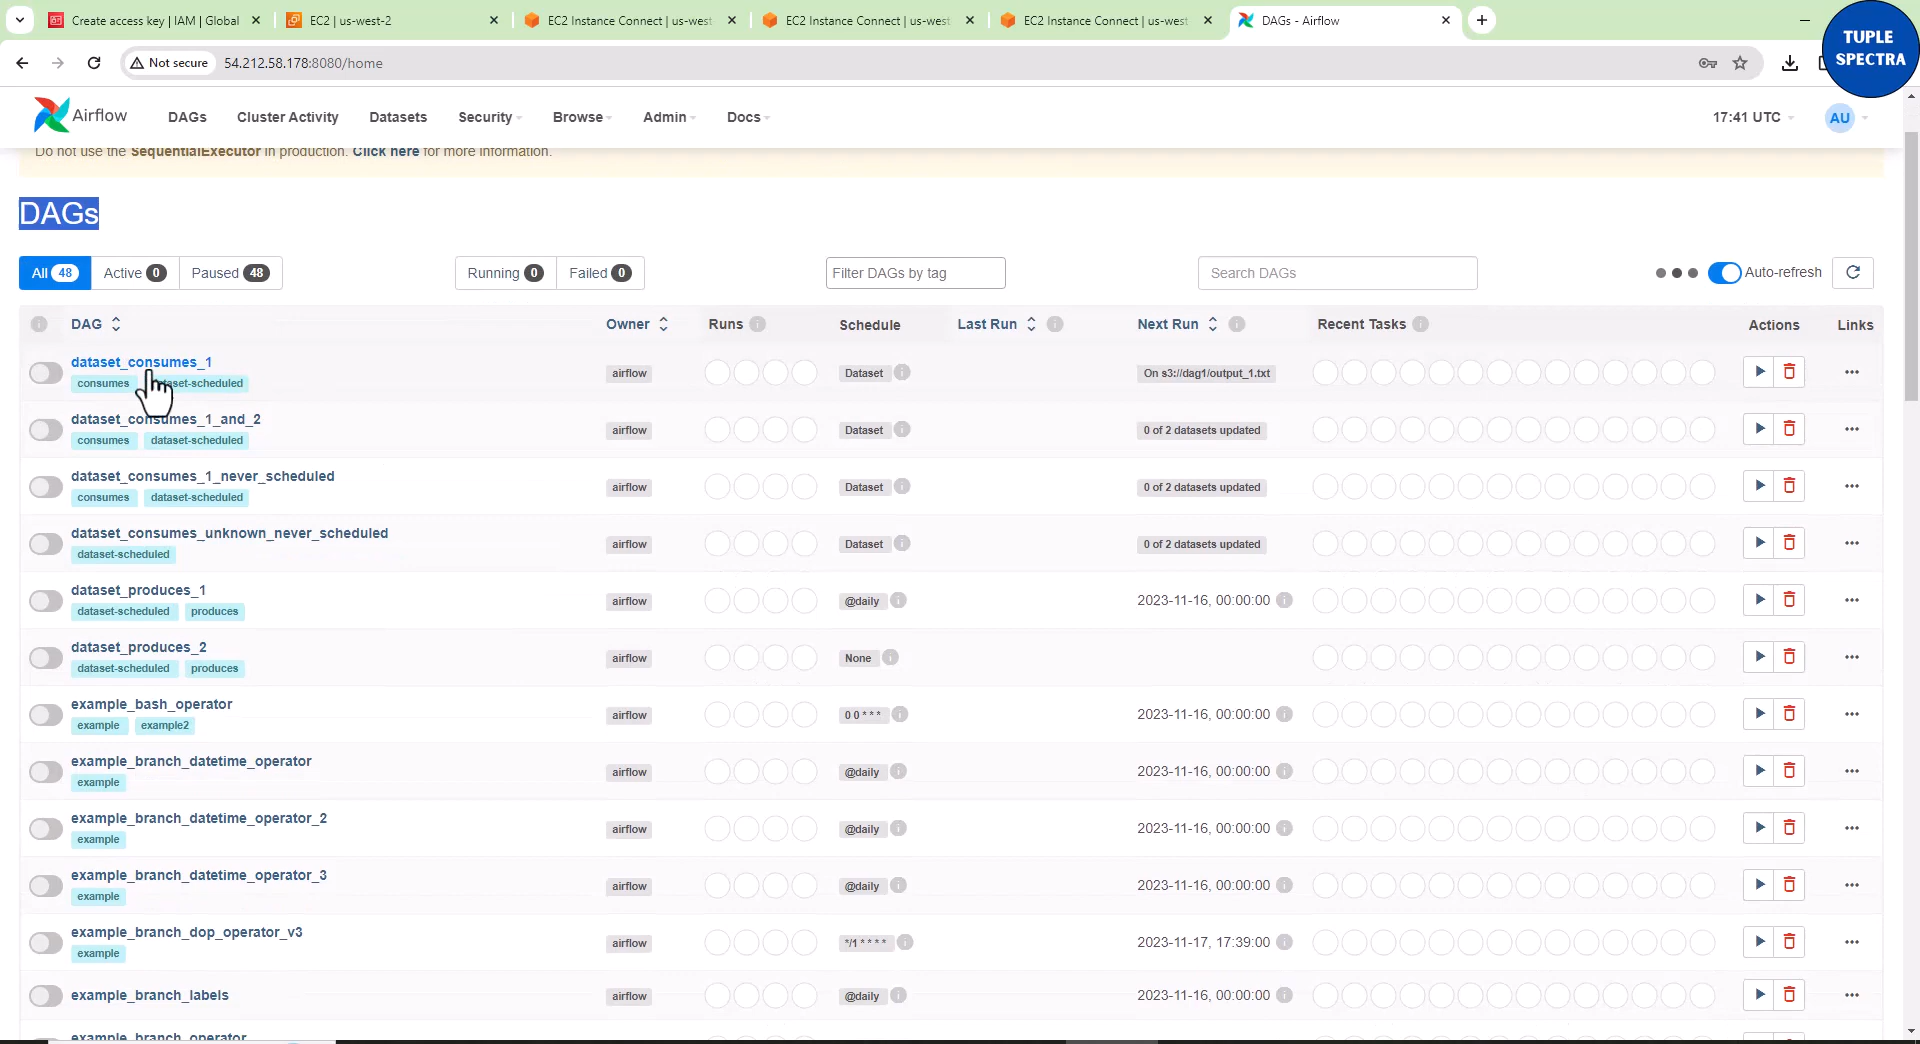 Create access key | IAM | Global
EC2 | us-west-2
EC2 Instance Connect | us-west-
EC2 Instance Connect | us-west
EC2 Instance Connect | us-west
DAGs - Airflow
TUPLE
SPECTRA
Not secure
54.212.58.178:8080/home
Airflow
DAGs
Cluster Activity
Datasets
Security
Browse
Admin
Docs
17:41 UTC
AU
Do not use the SequentialExecutor in production. Click here for more information.
DAGs
All 48
Active 0
Paused 48
Running 0
Failed 0
Filter DAGs by tag
Search DAGs
Auto-refresh
DAG Owner Runs Schedule Last Run Next Run Recent Tasks Actions Links
dataset_consumes_1
consumes
airflow Dataset On s3://dag1/output_1.txt
dataset_consumes_1_and_2
consumes dataset-scheduled
airflow Dataset 0 of 2 datasets updated
dataset_consumes_1_never_scheduled
consumes dataset-scheduled
airflow Dataset 0 of 2 datasets updated
dataset_consumes_unknown_never_scheduled
dataset-scheduled
airflow Dataset 0 of 2 datasets updated
dataset_produces_1
dataset-scheduled produces
airflow @daily 2023-11-16, 00:00:00
dataset_produces_2
dataset-scheduled produces
airflow None
example_bash_operator
example example2
airflow 0 0 * * * 2023-11-16, 00:00:00
example_branch_datetime_operator
example
airflow @daily 2023-11-16, 00:00:00
example_branch_datetime_operator_2
example
airflow @daily 2023-11-16, 00:00:00
example_branch_datetime_operator_3
example
airflow @daily 2023-11-16, 00:00:00
example_branch_dop_operator_v3
example
airflow */1 * * * * 2023-11-17, 17:39:00
example_branch_labels
airflow @daily 2023-11-16, 00:00:00
example_branch_operator